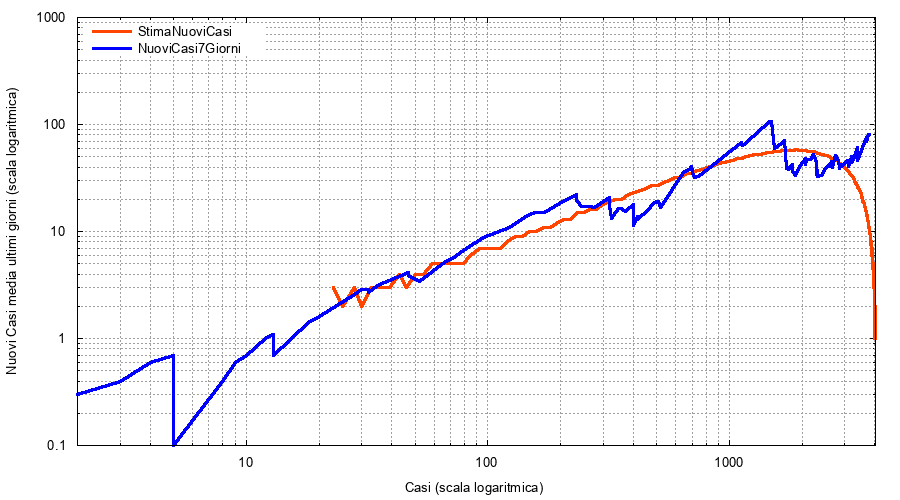 1000
StimaNuoviCasi
NuoviCasi7Giorni
100
10
1
0.1
Nuovi Casi media ultimi giorni (scala logaritmica)
10 100 1000
Casi (scala logaritmica)